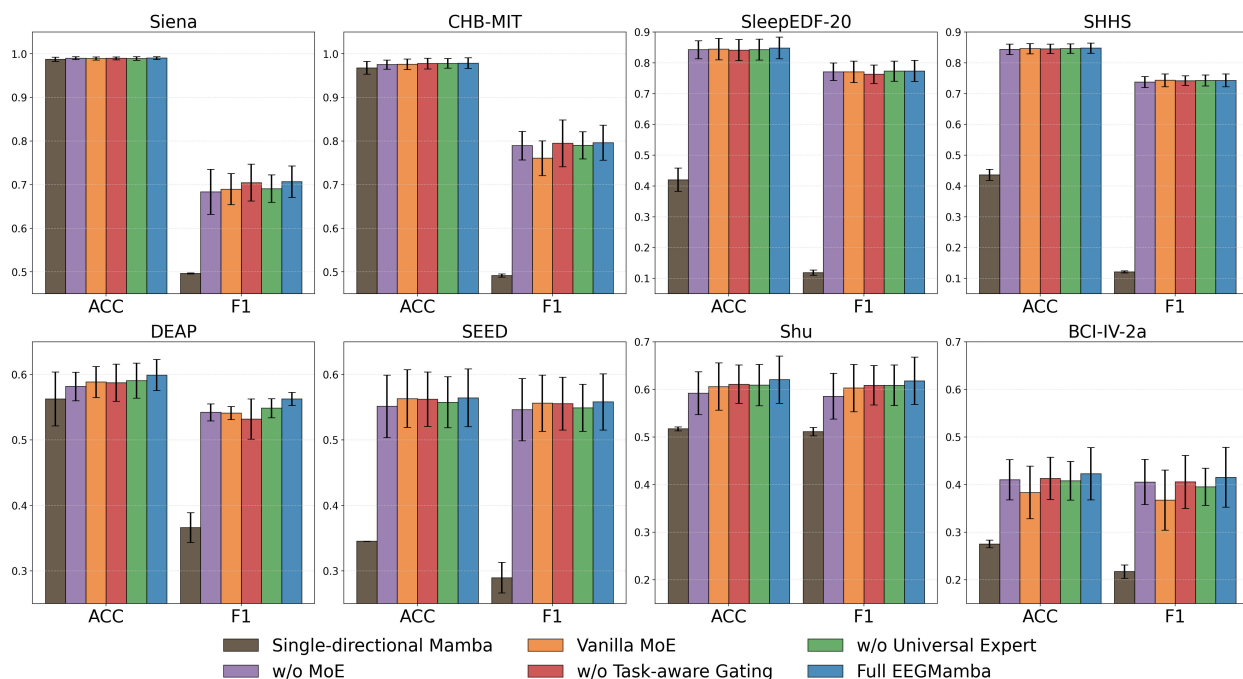 Siena
CHB-MIT
SleepEDF-20
SHHS
1.0
0.9
0.8
0.7
0.6
0.5
ACC
F1
1.0
0.9
0.8
0.7
0.6
0.5
ACC
F1
0.9
0.8
0.7
0.6
0.5
0.4
0.3
0.2
0.1
ACC
F1
0.9
0.8
0.7
0.6
0.5
0.4
0.3
0.2
0.1
ACC
F1
DEAP
SEED
Shu
BCI-IV-2a
0.6
0.5
0.4
0.3
ACC
F1
0.6
0.5
0.4
0.3
ACC
F1
0.7
0.6
0.5
0.4
0.3
0.2
ACC
F1
0.7
0.6
0.5
0.4
0.3
0.2
ACC
F1
Single-directional Mamba
w/o MoE
Vanilla MoE
w/o Task-aware Gating
w/o Universal Expert
Full EEGMamba